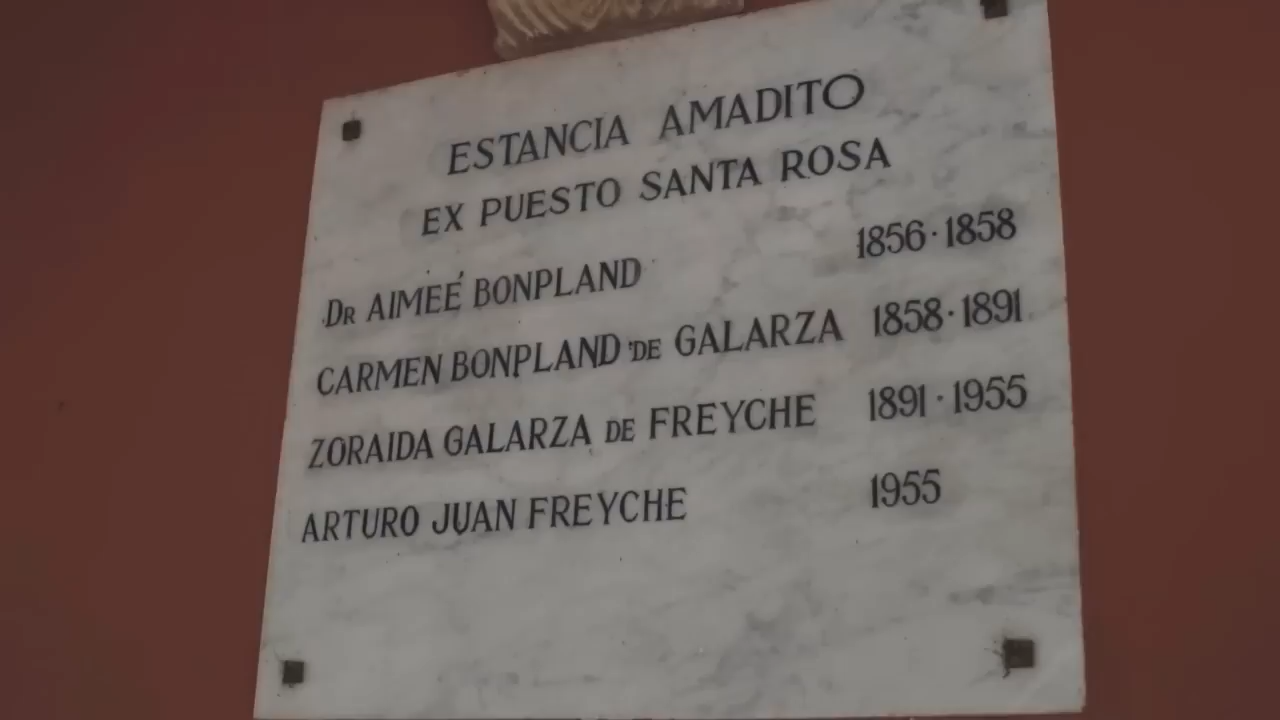 ESTANCIA AMADITO
EX PUESTO SANTA ROSA
DR AIMEÉ BONPLAND 1856·1858
CARMEN BONPLAND DE GALARZA 1858·1891
ZORAIDA GALARZA DE FREYCHE 1891·1955
ARTURO JUAN FREYCHE 1955